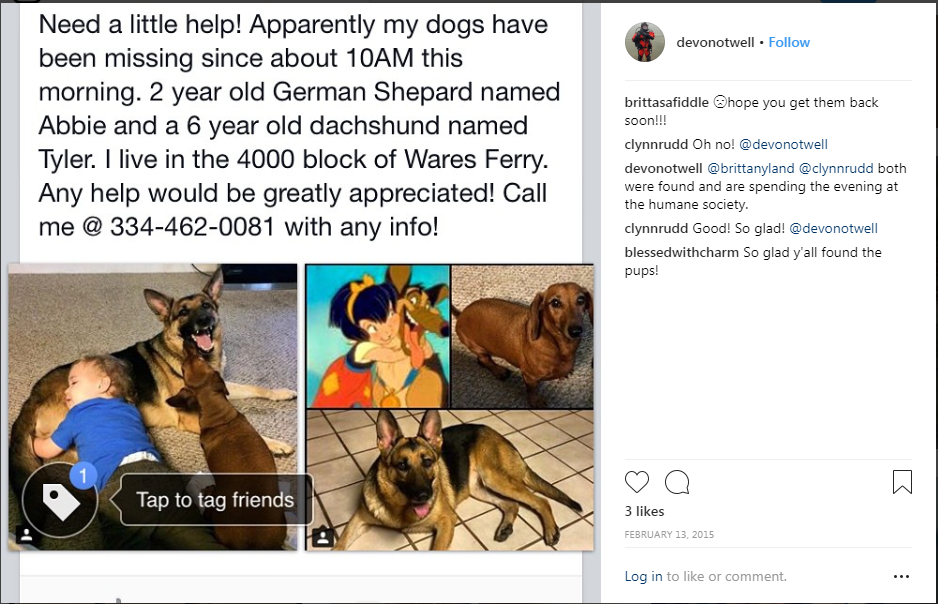 Need a little help! Apparently my dogs have
been missing since about 10AM this
morning. 2 year old German Shepard named
Abbie and a 6 year old dachshund named
Tyler. I live in the 4000 block of Wares Ferry.
Any help would be greatly appreciated! Call
me @ 334-462-0081 with any info!
1
Tap to tag friends
devonotwell • Follow
brittasafiddle 😔hope you get them back
soon!!!
clynnrudd Oh no! @devonotwell
devonotwell @brittanyland @clynnrudd both
were found and are spending the evening at
the humane society.
clynnrudd Good! So glad! @devonotwell
blessedwithcharm So glad y'all found the
pups!
3 likes
FEBRUARY 13, 2015
Log in to like or comment.